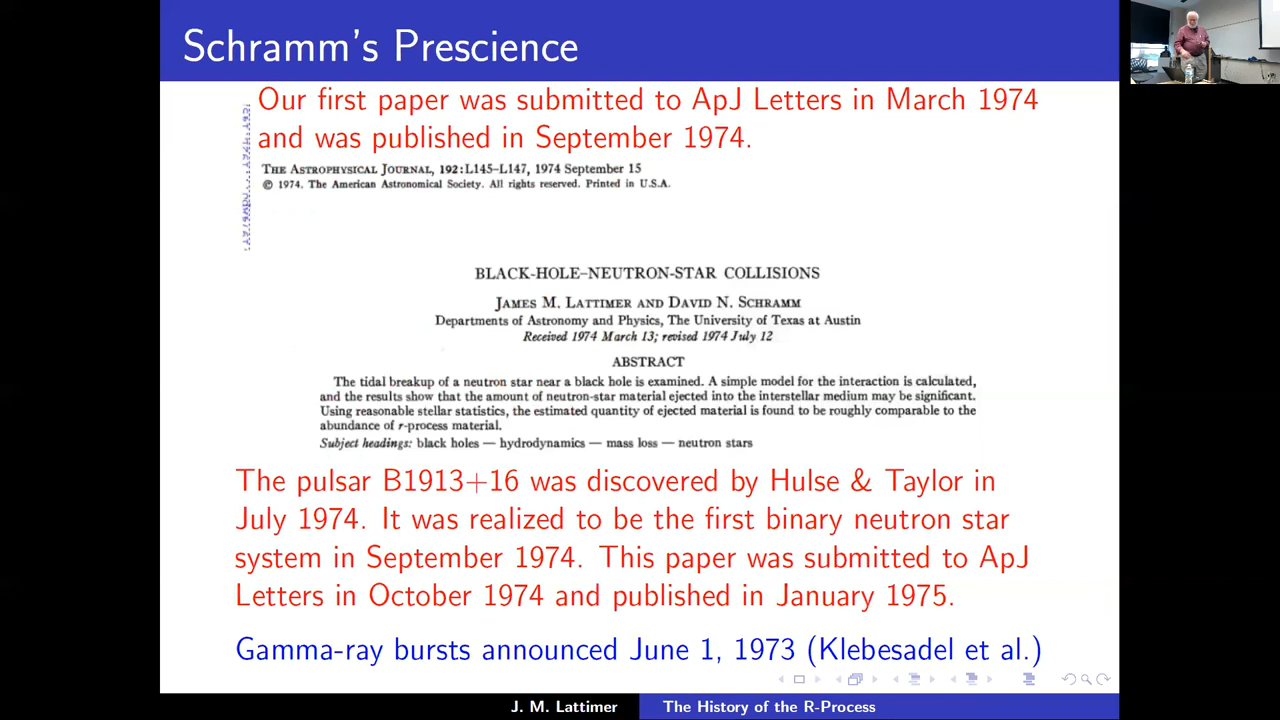 Schramm's Prescience
Our first paper was submitted to ApJ Letters in March 1974
and was published in September 1974.
THE ASTROPHYSICAL JOURNAL, 192:L145–L147, 1974 September 15
© 1974. The American Astronomical Society. All rights reserved. Printed in U.S.A.
BLACK-HOLE–NEUTRON-STAR COLLISIONS
JAMES M. LATTIMER AND DAVID N. SCHRAMM
Departments of Astronomy and Physics, The University of Texas at Austin
Received 1974 March 13; revised 1974 July 12
ABSTRACT
The tidal breakup of a neutron star near a black hole is examined. A simple model for the interaction is calculated,
and the results show that the amount of neutron-star material ejected into the interstellar medium may be significant.
Using reasonable stellar statistics, the estimated quantity of ejected material is found to be roughly comparable to the
abundance of r-process material.
Subject headings: black holes — hydrodynamics — mass loss — neutron stars
The pulsar B1913+16 was discovered by Hulse & Taylor in
July 1974. It was realized to be the first binary neutron star
system in September 1974. This paper was submitted to ApJ
Letters in October 1974 and published in January 1975.
Gamma-ray bursts announced June 1, 1973 (Klebesadel et al.)
J. M. Lattimer
The History of the R-Process